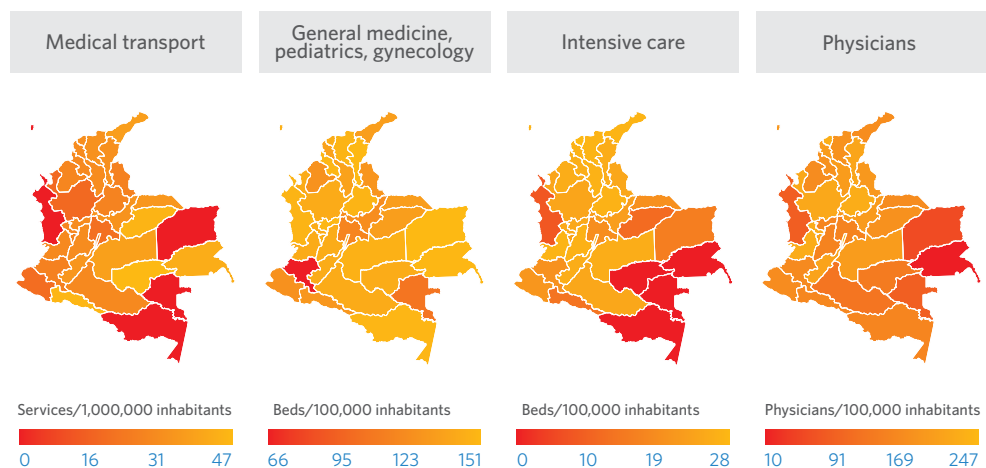 Medical transport
General medicine,
pediatrics, gynecology
Intensive care
Physicians
Services/1,000,000 inhabitants
0 16 31 47
Beds/100,000 inhabitants
66 95 123 151
Beds/100,000 inhabitants
0 10 19 28
Physicians/100,000 inhabitants
10 91 169 247